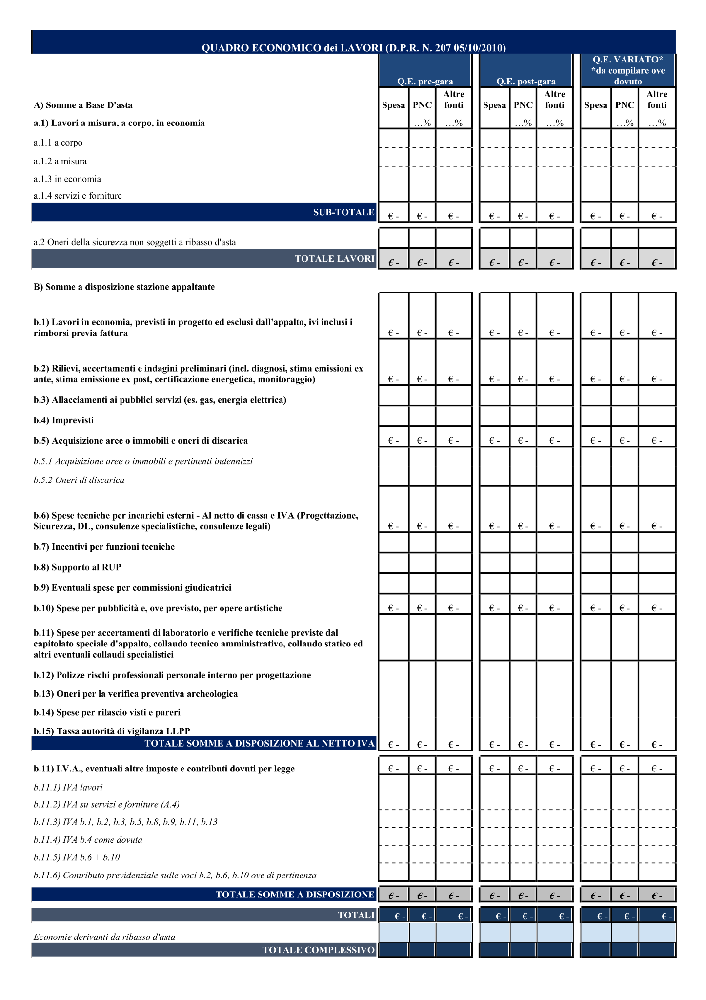 QUADRO ECONOMICO dei LAVORI (D.P.R. N. 207 05/10/2010)
Q.E. pre-gara Q.E. post-gara Q.E. VARIATO*
*da compilare ove
dovuto
A) Somme a Base D'asta Spesa PNC Altre fonti Spesa PNC Altre fonti Spesa PNC Altre fonti
a.1) Lavori a misura, a corpo, in economia …% …% …% …% …% …%
a.1.1 a corpo
a.1.2 a misura
a.1.3 in economia
a.1.4 servizi e forniture
SUB-TOTALE € - € - € - € - € - € - € - € - € -
a.2 Oneri della sicurezza non soggetti a ribasso d'asta
TOTALE LAVORI € - € - € - € - € - € - € - € - € -
B) Somme a disposizione stazione appaltante
b.1) Lavori in economia, previsti in progetto ed esclusi dall'appalto, ivi inclusi i
rimborsi previa fattura € - € - € - € - € - € - € - € - € -
b.2) Rilievi, accertamenti e indagini preliminari (incl. diagnosi, stima emissioni ex
ante, stima emissione ex post, certificazione energetica, monitoraggio) € - € - € - € - € - € - € - € - € -
b.3) Allacciamenti ai pubblici servizi (es. gas, energia elettrica)
b.4) Imprevisti
b.5) Acquisizione aree o immobili e oneri di discarica € - € - € - € - € - € - € - € - € -
b.5.1 Acquisizione aree o immobili e pertinenti indennizzi
b.5.2 Oneri di discarica
b.6) Spese tecniche per incarichi esterni - Al netto di cassa e IVA (Progettazione,
Sicurezza, DL, consulenze specialistiche, consulenze legali) € - € - € - € - € - € - € - € - € -
b.7) Incentivi per funzioni tecniche
b.8) Supporto al RUP
b.9) Eventuali spese per commissioni giudicatrici
b.10) Spese per pubblicità e, ove previsto, per opere artistiche € - € - € - € - € - € - € - € - € -
b.11) Spese per accertamenti di laboratorio e verifiche tecniche previste dal
capitolato speciale d'appalto, collaudo tecnico amministrativo, collaudo statico ed
altri eventuali collaudi specialistici
b.12) Polizze rischi professionali personale interno per progettazione
b.13) Oneri per la verifica preventiva archeologica
b.14) Spese per rilascio visti e pareri
b.15) Tassa autorità di vigilanza LLPP
TOTALE SOMME A DISPOSIZIONE AL NETTO IVA € - € - € - € - € - € - € - € - € -
b.11) I.V.A., eventuali altre imposte e contributi dovuti per legge € - € - € - € - € - € - € - € - € -
b.11.1) IVA lavori
b.11.2) IVA su servizi e forniture (A.4)
b.11.3) IVA b.1, b.2, b.3, b.5, b.8, b.9, b.11, b.13
b.11.4) IVA b.4 come dovuta
b.11.5) IVA b.6 + b.10
b.11.6) Contributo previdenziale sulle voci b.2, b.6, b.10 ove di pertinenza
TOTALE SOMME A DISPOSIZIONE € - € - € - € - € - € - € - € - € -
TOTALI € - € - € - € - € - € - € - € - € -
Economie derivanti da ribasso d'asta
TOTALE COMPLESSIVO